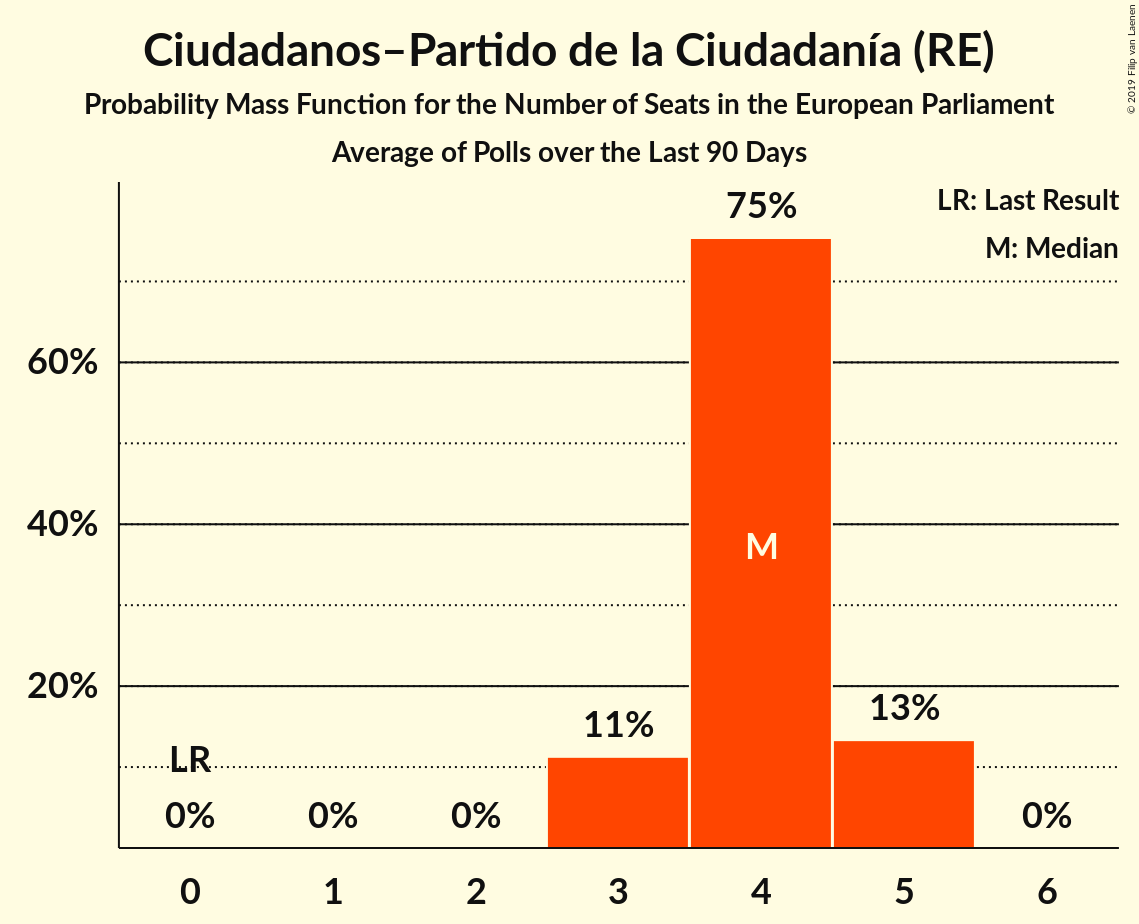 Ciudadanos–Partido de la Ciudadanía (RE)
Probability Mass Function for the Number of Seats in the European Parliament
Average of Polls over the Last 90 Days
© 2019 Filip van Laenen
LR: Last Result
M: Median
75%
60%
40%
20%
M
LR
0%
0%
0%
11%
13%
0%
0
1
2
3
4
5
6